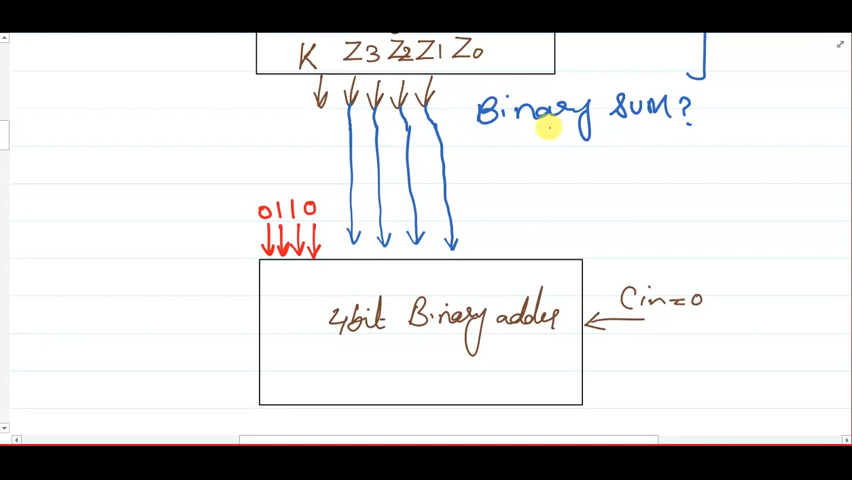 K Z3 Z2 Z1 Z0
Binary SUM?
0110
4bit Binary adder
Cin=0